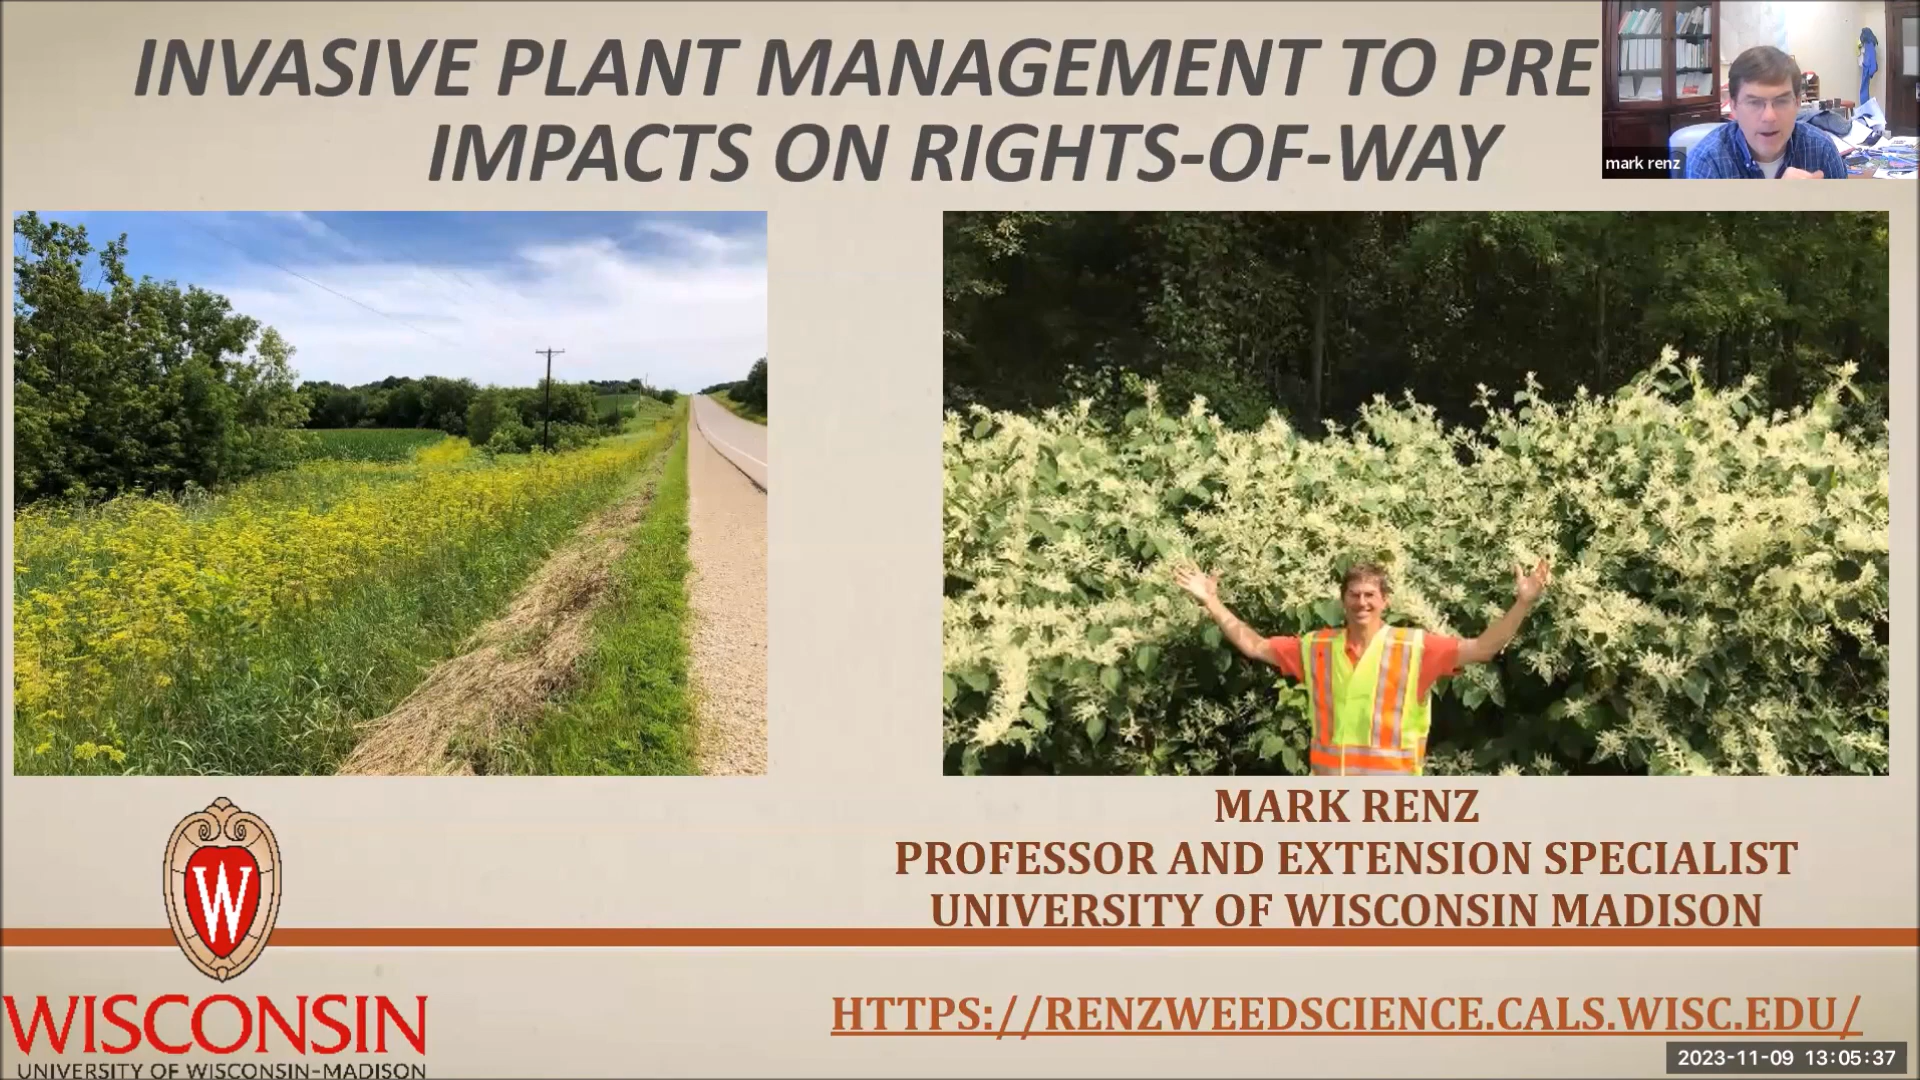 INVASIVE PLANT MANAGEMENT TO PRE
IMPACTS ON RIGHTS-OF-WAY
mark renz
MARK RENZ
PROFESSOR AND EXTENSION SPECIALIST
UNIVERSITY OF WISCONSIN MADISON
W
WISCONSIN
UNIVERSITY OF WISCONSIN-MADISON
HTTPS://RENZWEEDSCIENCE.CALS.WISC.EDU/
2023-11-09 13:05:37